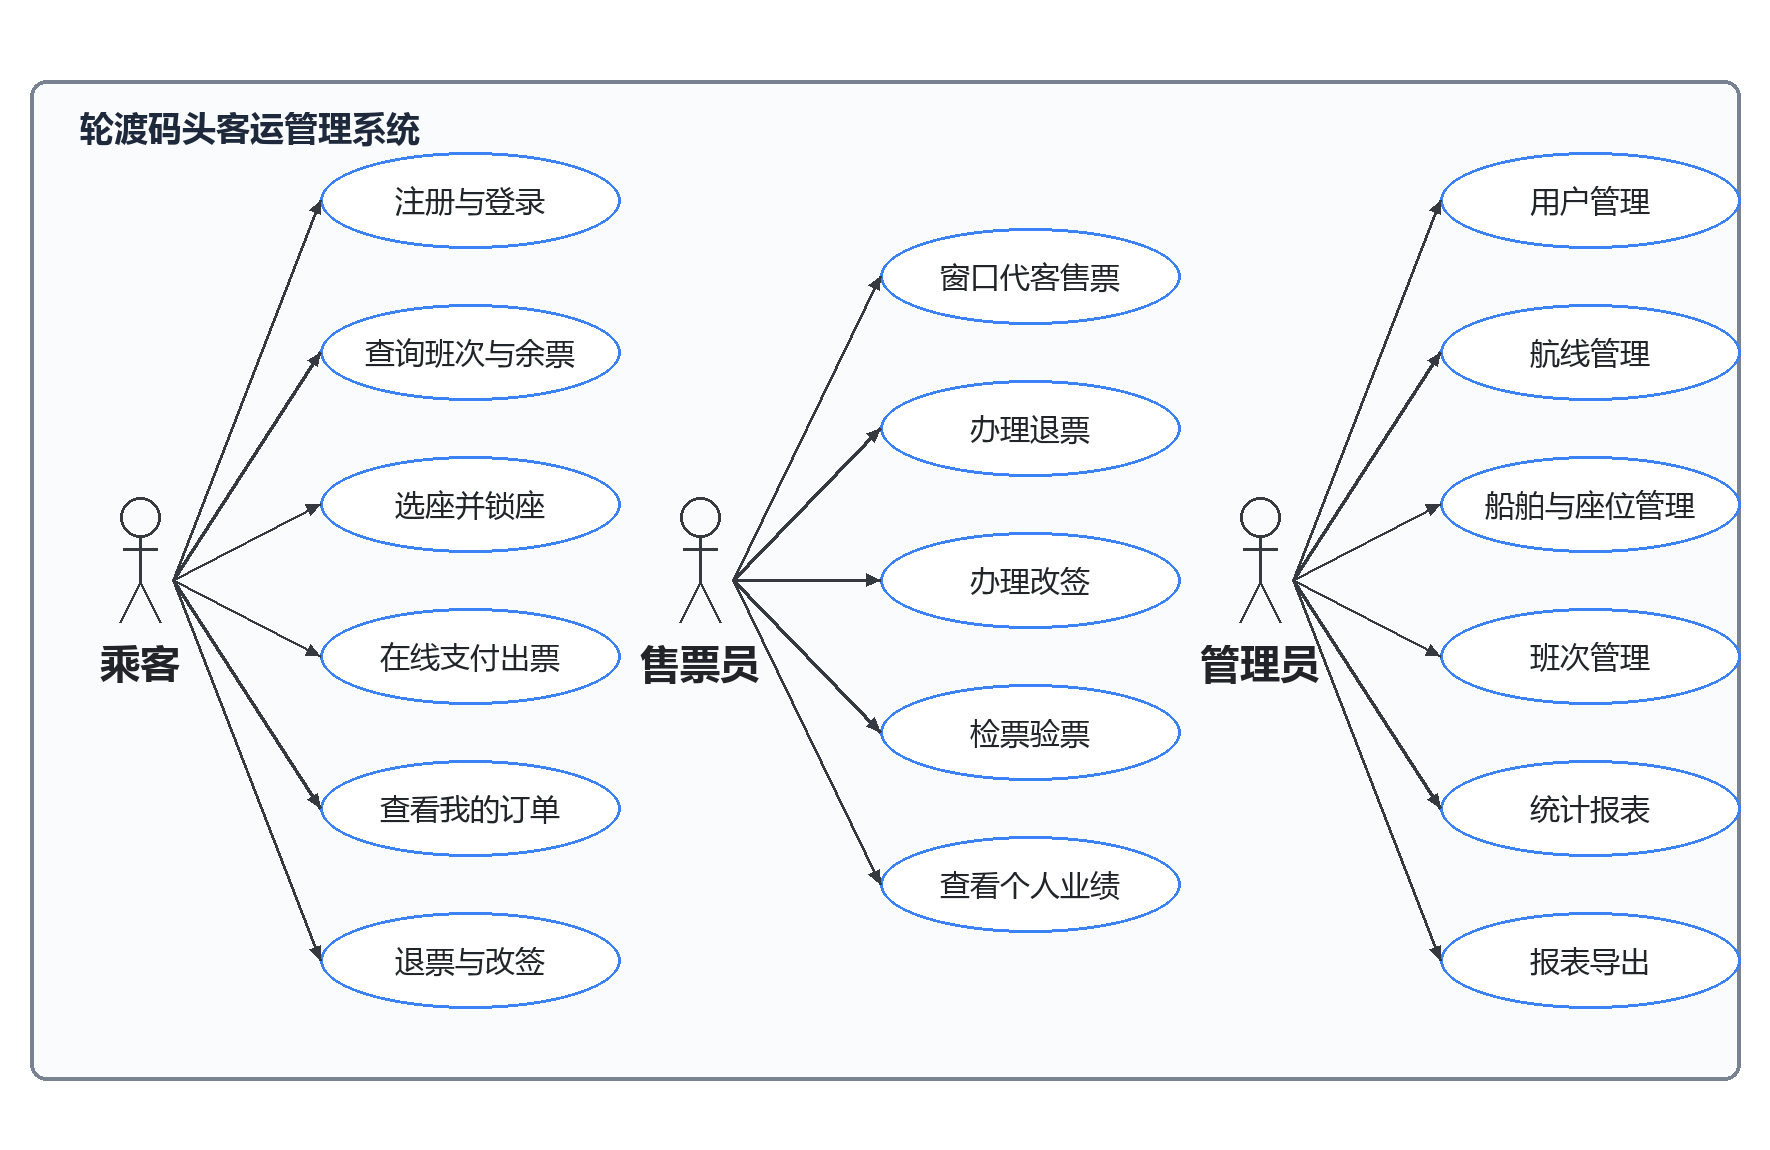 轮渡码头客运管理系统
注册与登录
查询班次与余票
选座并锁座
在线支付出票
查看我的订单
退票与改签
乘客
窗口代客售票
办理退票
办理改签
检票验票
查看个人业绩
售票员
用户管理
航线管理
船舶与座位管理
班次管理
统计报表
报表导出
管理员